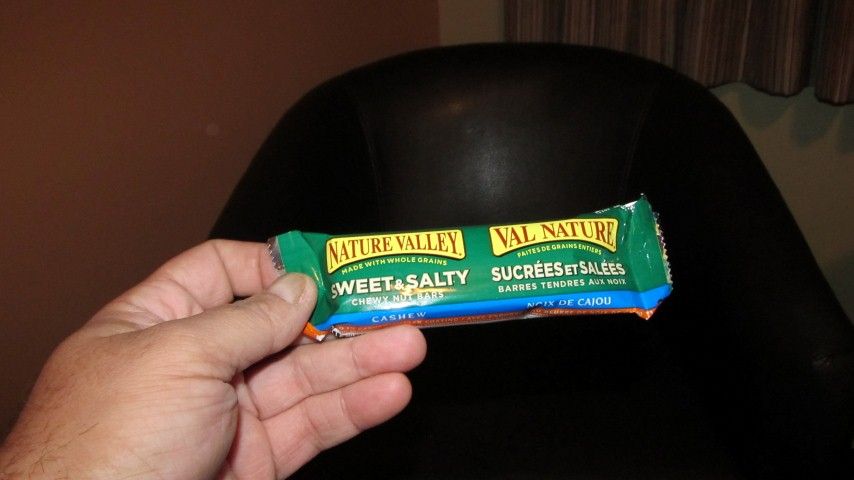 NATURE VALLEY.
MADE WITH WHOLE GRAINS
SWEET & SALTY
CHEWY NUT BARS
CASHEW
VAL NATURE.
FAITES DE GRAINS ENTIERS
SUCRÉES ET SALÉES
BARRES TENDRES AUX NOIX
NOIX DE CAJOU